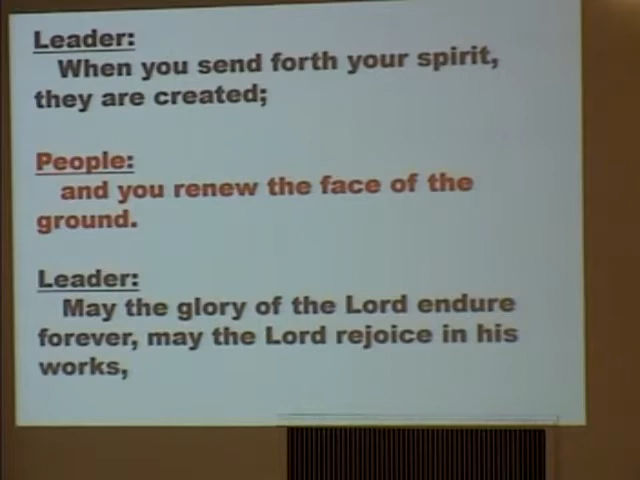 Leader:
When you send forth your spirit,
they are created;
People:
and you renew the face of the
ground.
Leader:
May the glory of the Lord endure
forever, may the Lord rejoice in his
works,